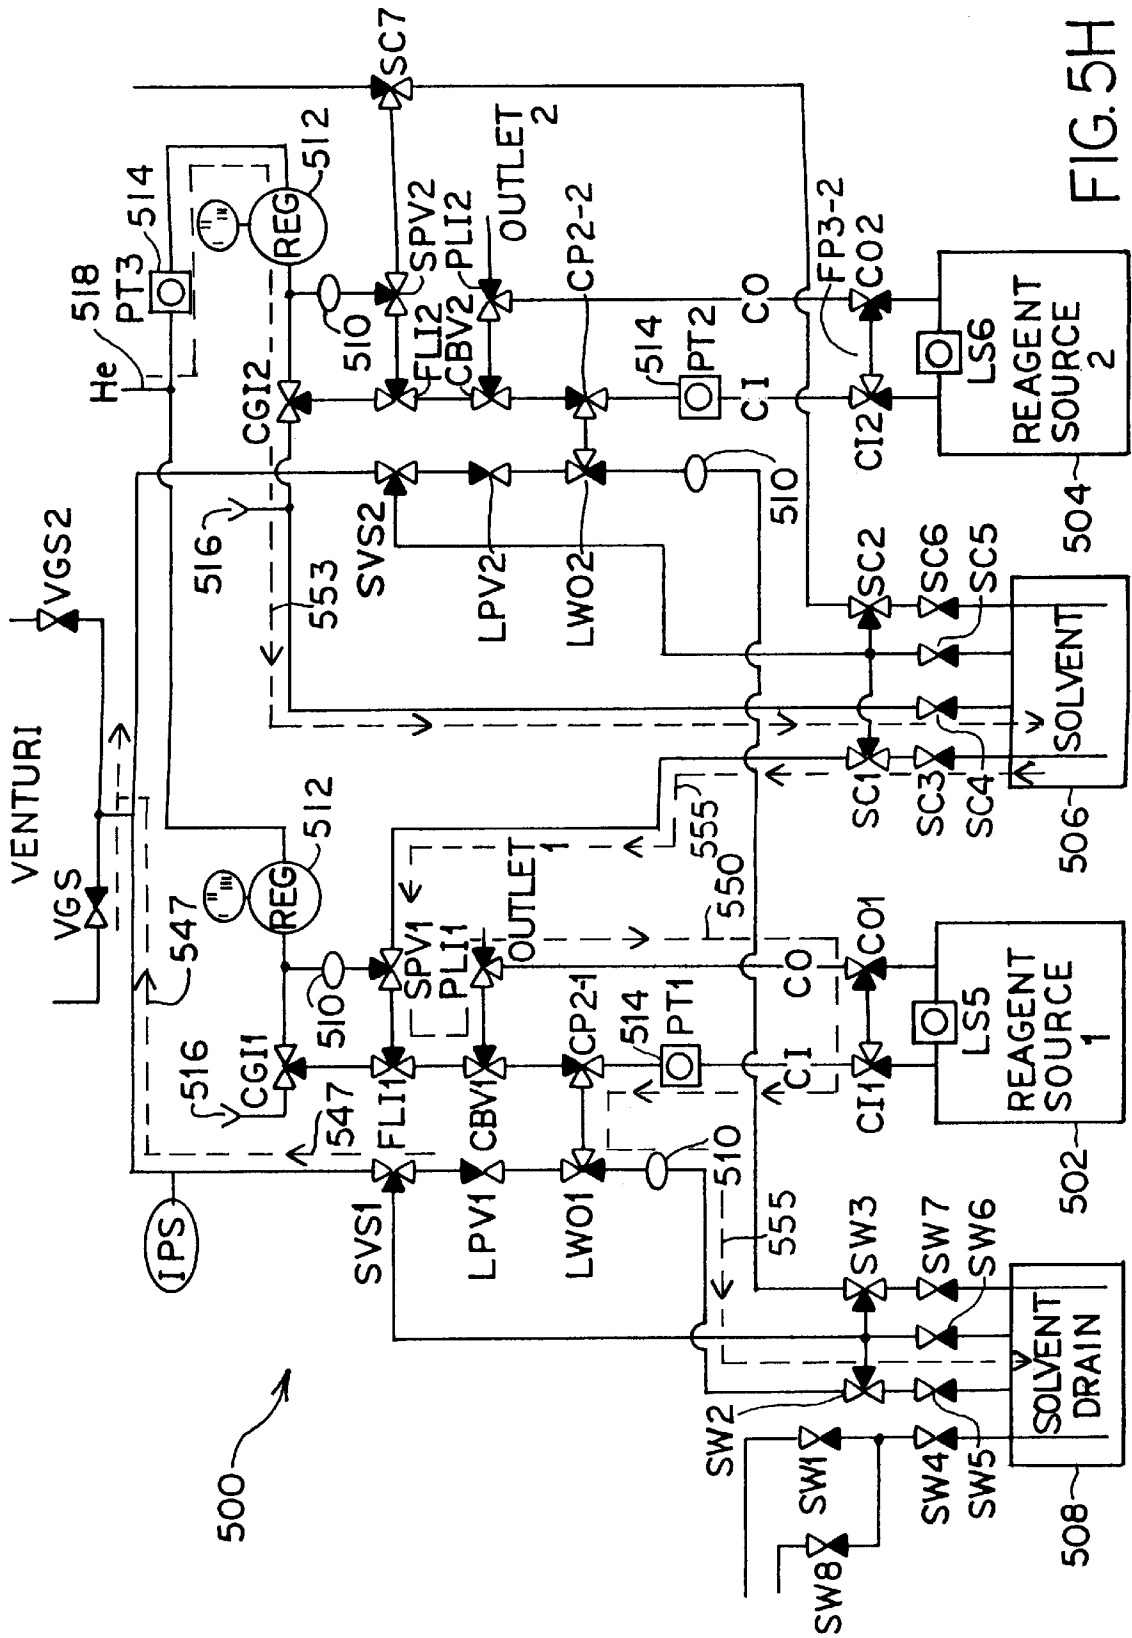 VENTURI
VGS
VGS2
547
553
516
He
518
PT3
514
512
REG
CGI2
510
SC7
SPV2
FLI2
CBV2
PLI2
OUTLET
2
CP2-2
SVS2
LPV2
LWO2
514
PT2
510
CI
CO
FP3-2
CI2
CO2
LS6
REAGENT
SOURCE
2
504
SC2
SC6
SC5
SC1
SC3
SC4
SOLVENT
506
IPS
516
CGI1
547
REG
512
510
SPV1
PLI1
FLI1
CBV1
OUTLET
1
555
550
SVS1
LPV1
LWO1
CP2-1
514
PT1
510
CI
CO
CI1
CO1
LS5
REAGENT
SOURCE
1
502
555
SW3
SW7
SW6
SW2
SW1
SW4
SW5
SW8
SOLVENT
DRAIN
508
500
FIG. 5H